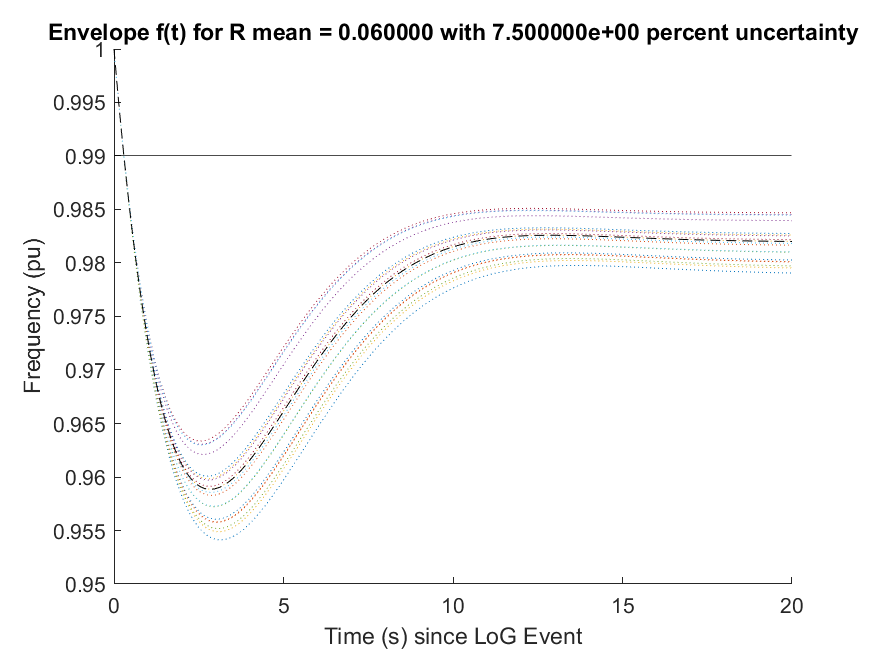 Envelope f(t) for R mean = 0.060000 with 7.500000e+00 percent uncertainty
1
0.995
0.99
0.985
0.98
0.975
0.97
0.965
0.96
0.955
0.95
Frequency (pu)
0 5 10 15 20
Time (s) since LoG Event